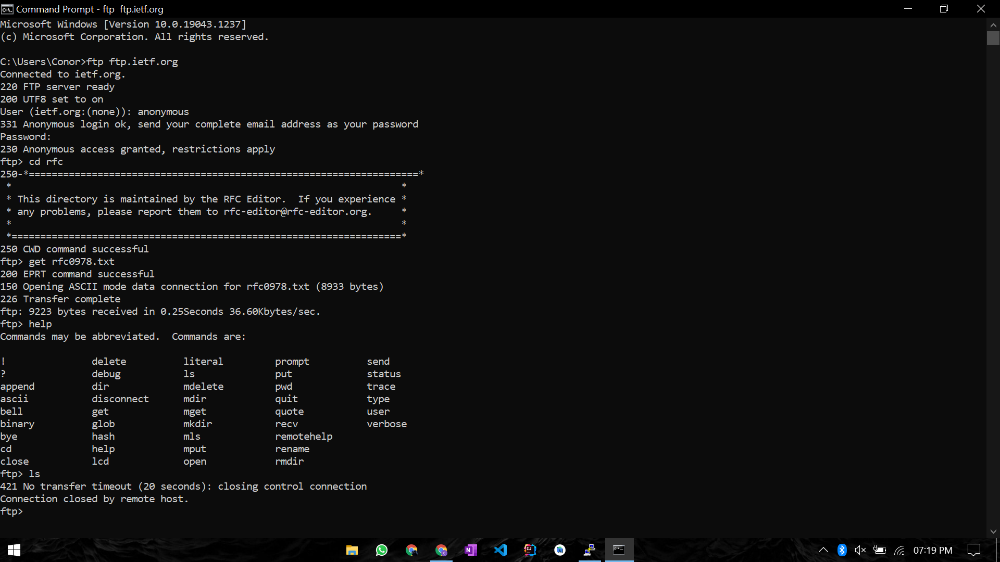 Command Prompt - ftp  ftp.ietf.org
Microsoft Windows [Version 10.0.19043.1237]
(c) Microsoft Corporation. All rights reserved.
C:\Users\Conor>ftp ftp.ietf.org
Connected to ietf.org.
220 FTP server ready
200 UTF8 set to on
User (ietf.org:(none)): anonymous
331 Anonymous login ok, send your complete email address as your password
Password:
230 Anonymous access granted, restrictions apply
ftp> cd rfc
250-*====================================================================*
 *                                                                    *
 * This directory is maintained by the RFC Editor.  If you experience *
 * any problems, please report them to rfc-editor@rfc-editor.org.     *
 *                                                                    *
 *====================================================================*
250 CWD command successful
ftp> get rfc0978.txt
200 EPRT command successful
150 Opening ASCII mode data connection for rfc0978.txt (8933 bytes)
226 Transfer complete
ftp: 9223 bytes received in 0.25Seconds 36.60Kbytes/sec.
ftp> help
Commands may be abbreviated.  Commands are:
!               delete          literal         prompt          send
?               debug           ls              put             status
append          dir             mdelete         pwd             trace
ascii           disconnect      mdir            quit            type
bell            get             mget            quote           user
binary          glob            mkdir           recv            verbose
bye             hash            mls             remotehelp
cd              help            mput            rename
close           lcd             open            rmdir
ftp> ls
421 No transfer timeout (20 seconds): closing control connection
Connection closed by remote host.
ftp>
07:19 PM